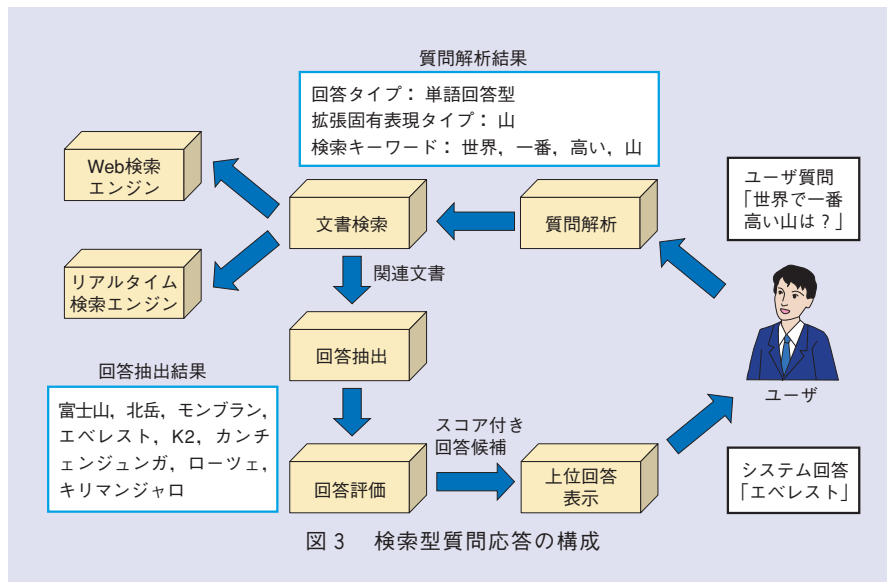 質問解析結果
回答タイプ：単語回答型
拡張固有表現タイプ：山
検索キーワード：世界，一番，高い，山
Web検索
エンジン
文書検索
質問解析
ユーザ質問
「世界で一番
高い山は？」
リアルタイム
検索エンジン
関連文書
回答抽出
ユーザ
回答抽出結果
富士山，北岳，モンブラン，
エベレスト，K2，カンチ
ェンジュンガ，ローツェ，
キリマンジャロ
回答評価
スコア付き
回答候補
上位回答
表示
システム回答
「エベレスト」
図3　検索型質問応答の構成